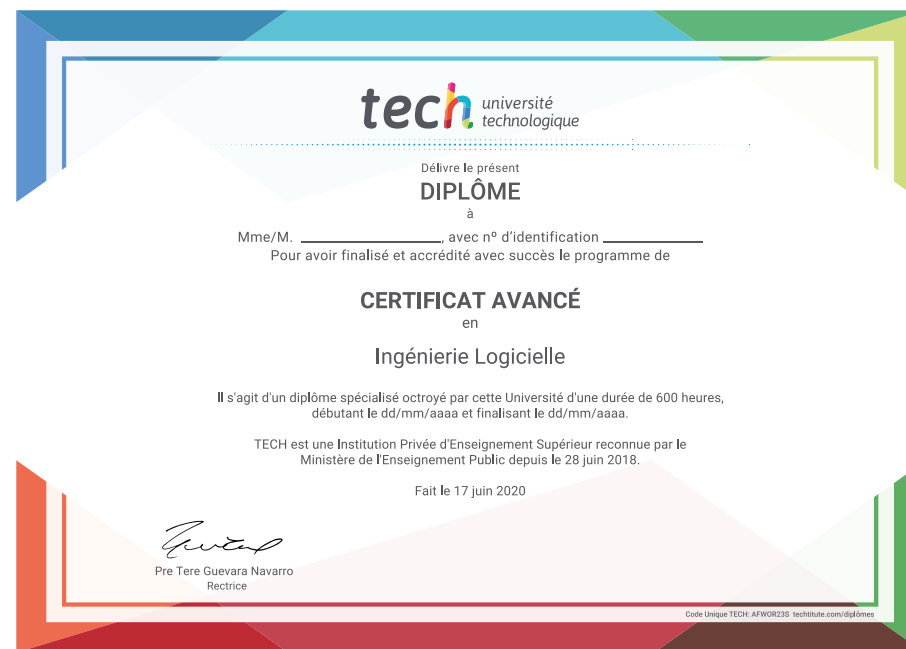 tech université
technologique
Délivre le présent
DIPLÔME
à
Mme/M. ____________________, avec nº d'identification ______________
Pour avoir finalisé et accrédité avec succès le programme de
CERTIFICAT AVANCÉ
en
Ingénierie Logicielle
Il s'agit d'un diplôme spécialisé octroyé par cette Université d'une durée de 600 heures,
débutant le dd/mm/aaaa et finalisant le dd/mm/aaaa.
TECH est une Institution Privée d'Enseignement Supérieur reconnue par le
Ministère de l'Enseignement Public depuis le 28 juin 2018.
Fait le 17 juin 2020
Pre Tere Guevara Navarro
Rectrice
Code Unique TECH: AFWOR23S techtitute.com/diplômes